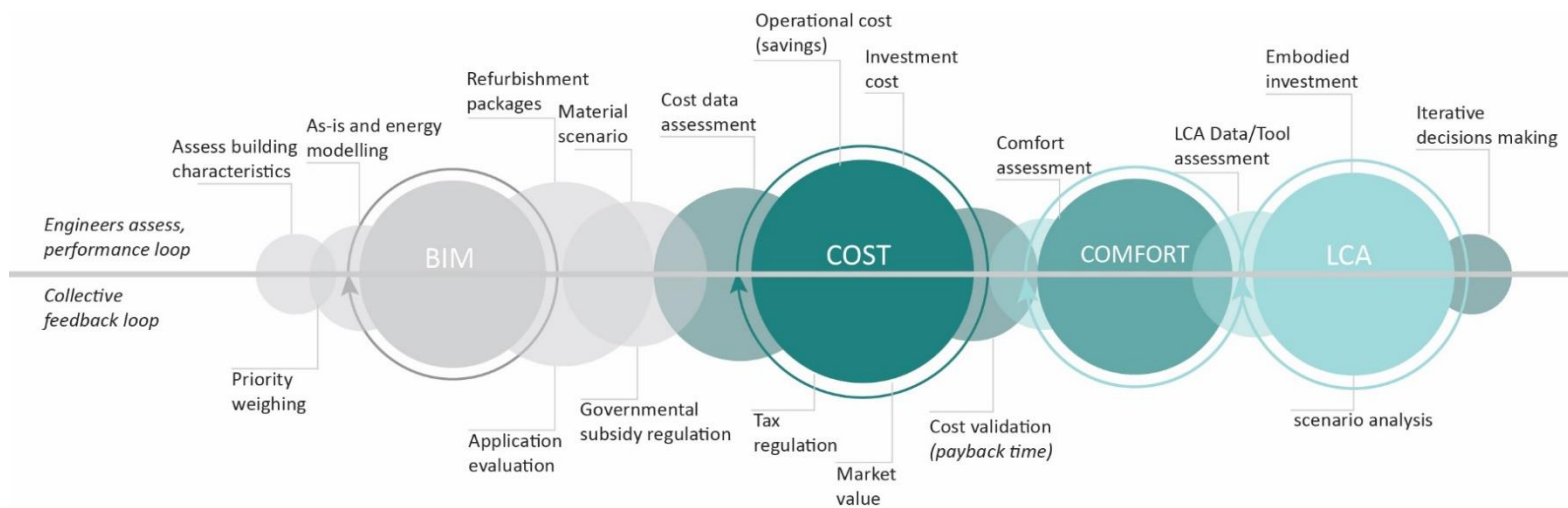 Assess building
characteristics
As-is and energy
modelling
Refurbishment
packages
Material
scenario
Cost data
assessment
Operational cost
(savings)
Investment
cost
Comfort
assessment
LCA Data/Tool
assessment
Embodied
investment
Iterative
decisions making
Engineers assess,
performance loop
BIM
COST
COMFORT
LCA
Collective
feedback loop
Priority
weighing
Application
evaluation
Governmental
subsidy regulation
Tax
regulation
Market
value
Cost validation
(payback time)
scenario analysis